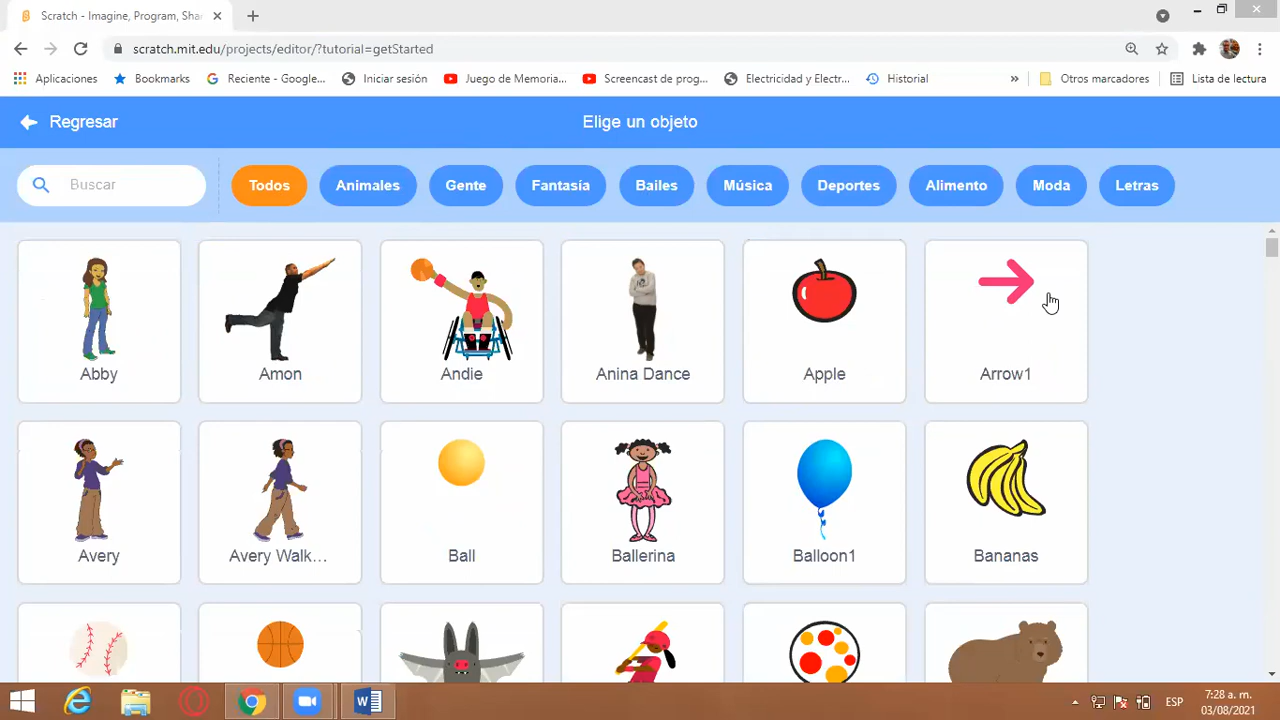 Scratch - Imagine, Program, Sha
scratch.mit.edu/projects/editor/?tutorial=getStarted
Aplicaciones
Bookmarks
Reciente - Google...
Iniciar sesión
Juego de Memoria...
Screencast de prog...
Electricidad y Electr...
Historial
»
Otros marcadores
Lista de lectura
Regresar
Elige un objeto
Buscar
Todos
Animales
Gente
Fantasía
Bailes
Música
Deportes
Alimento
Moda
Letras
Abby
Amon
Andie
Anina Dance
Apple
Arrow1
Avery
Avery Walk...
Ball
Ballerina
Balloon1
Bananas
ESP
7:28 a. m.
03/08/2021